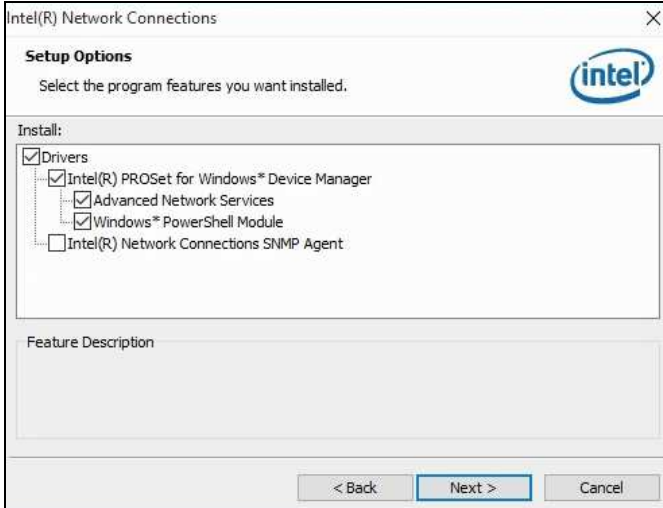 Intel(R) Network Connections
Setup Options
Select the program features you want installed.
intel
Install:
Drivers
Intel(R) PROSet for Windows* Device Manager
Advanced Network Services
Windows* PowerShell Module
Intel(R) Network Connections SNMP Agent
Feature Description
< Back Next > Cancel